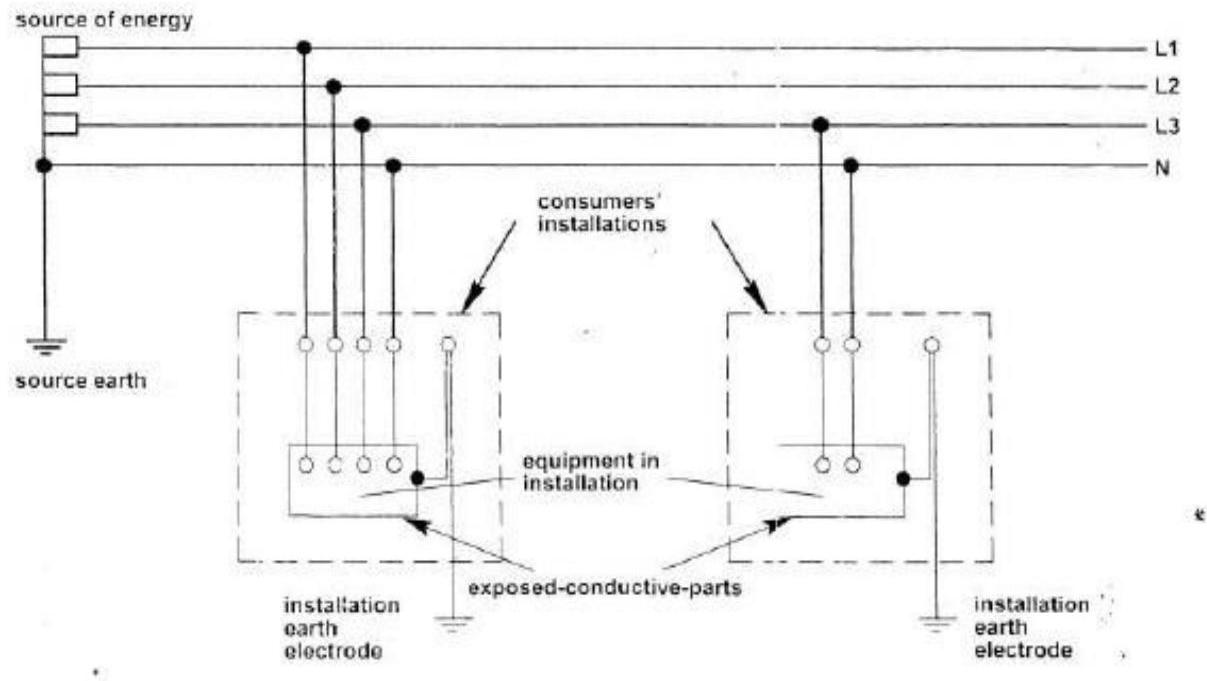 source of energy
L1
L2
L3
N
consumers'
installations
source earth
equipment in
installation
exposed-conductive-parts
installation
earth
electrode
installation
earth
electrode